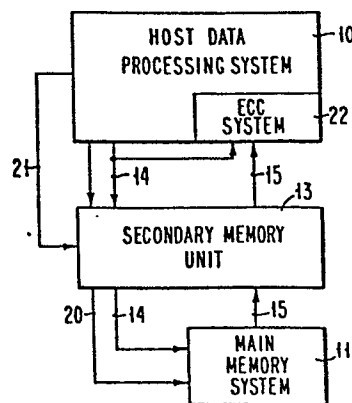 HOST DATA
PROCESSING SYSTEM
10
ECC
SYSTEM
22
21
14
15
13
SECONDARY MEMORY
UNIT
20
14
15
MAIN
MEMORY
SYSTEM
11